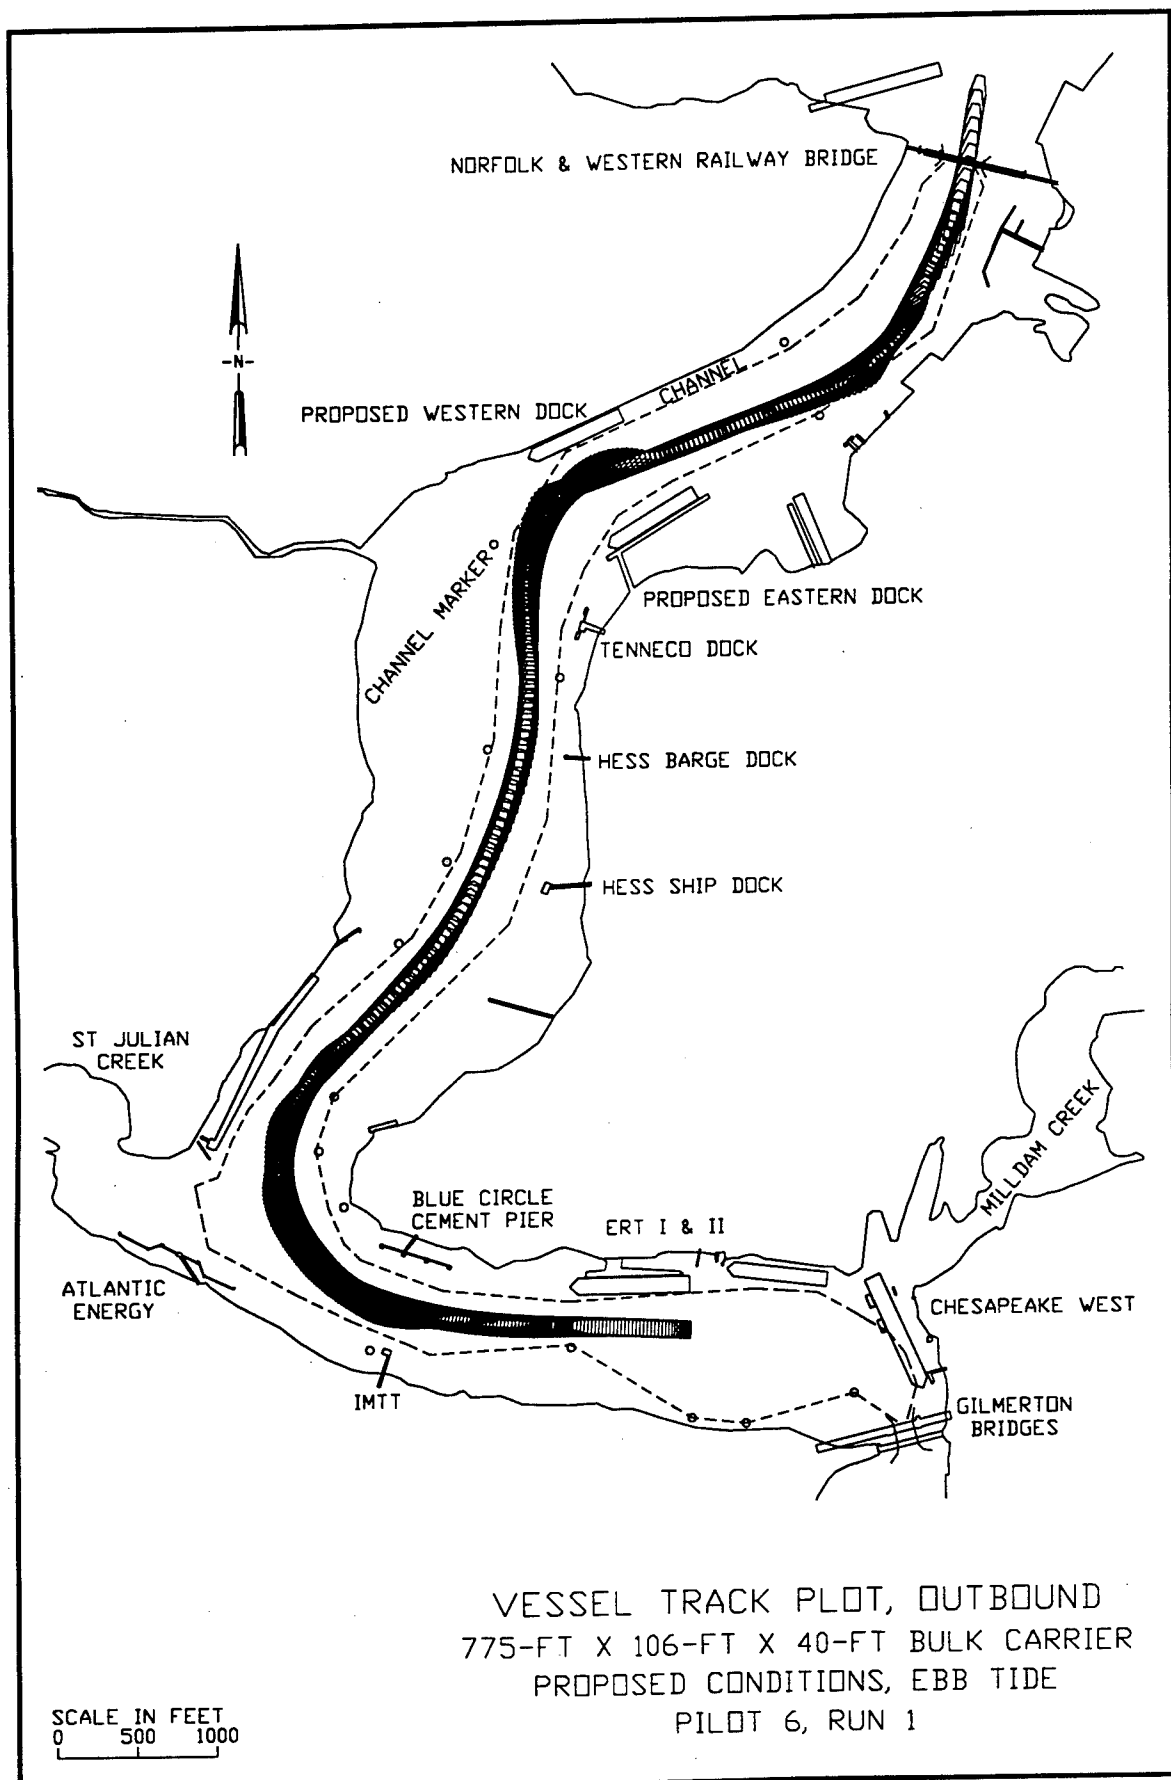 NORFOLK & WESTERN RAILWAY BRIDGE
-N-
CHANNEL
PROPOSED WESTERN DOCK
CHANNEL MARKER
PROPOSED EASTERN DOCK
TENNECO DOCK
HESS BARGE DOCK
HESS SHIP DOCK
ST JULIAN
CREEK
MILLDAM CREEK
BLUE CIRCLE
CEMENT PIER
ERT I & II
ATLANTIC
ENERGY
CHESAPEAKE WEST
IMTT
GILMERTON
BRIDGES
VESSEL TRACK PLOT, OUTBOUND
775-FT X 106-FT X 40-FT BULK CARRIER
PROPOSED CONDITIONS, EBB TIDE
PILOT 6, RUN 1
SCALE IN FEET
0 500 1000